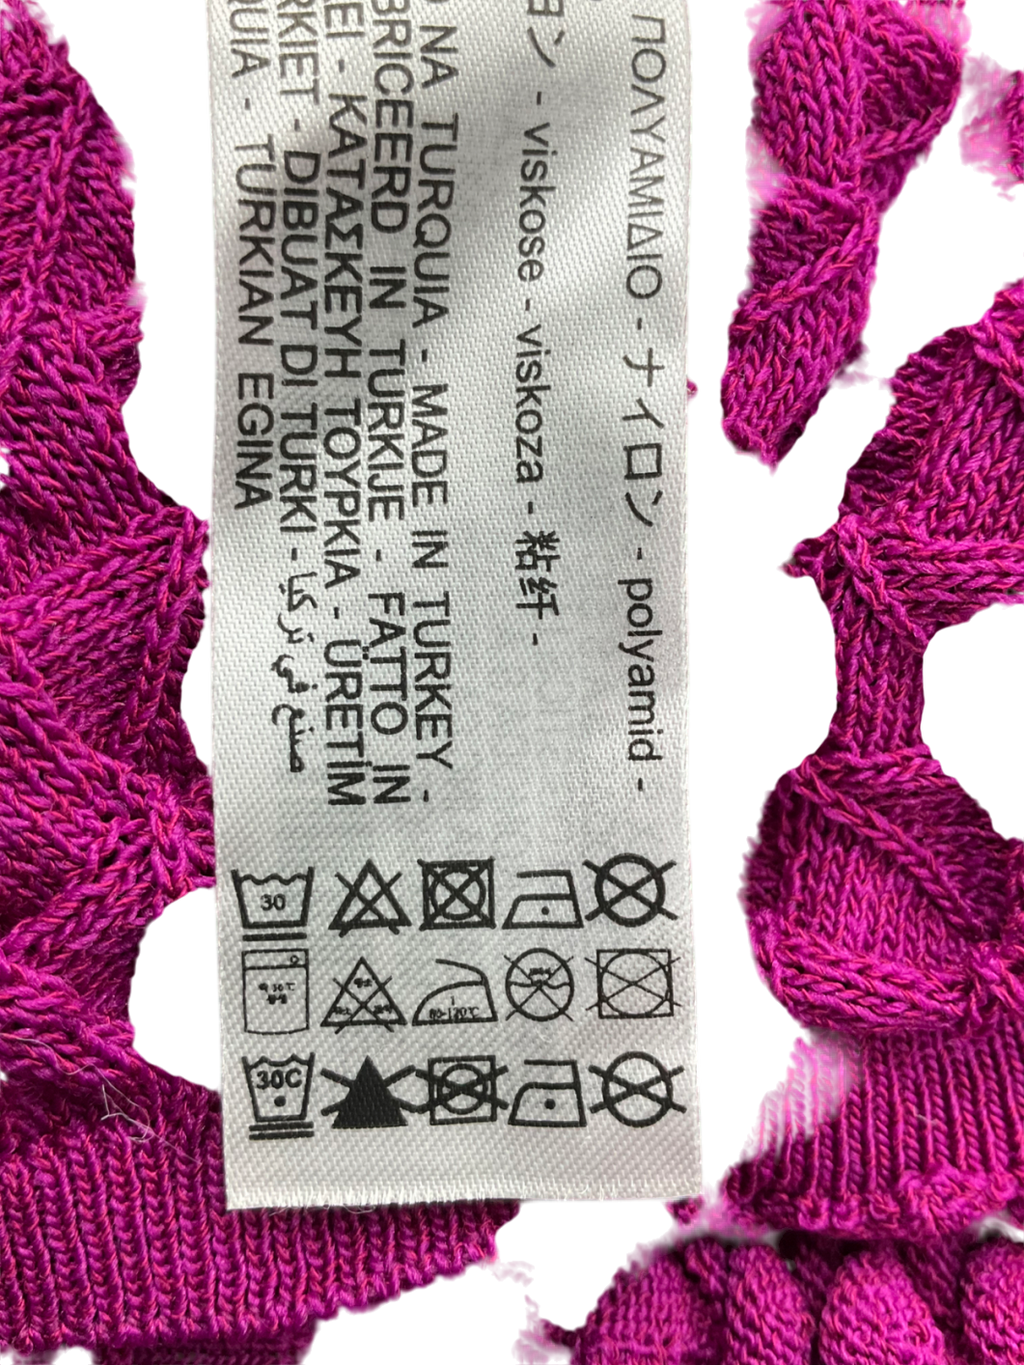 ΠΟΛΥΑΜΙΔΙΟ - ナイロン - polyamid -
ヨン - viskose - viskoza - 粘纤 -
NA TURQUIA - MADE IN TURKEY -
BRICEERD IN TURKIJE - FATTO IN
EI - ΚΑΤΑΣΚΕΥΗ ΤΟΥΡΚΙΑ - ÜRETİM
RKIET - DIBUAT DI TURKI - صنع في تركيا
QUIA - TURKIAN EGINA
30
30C